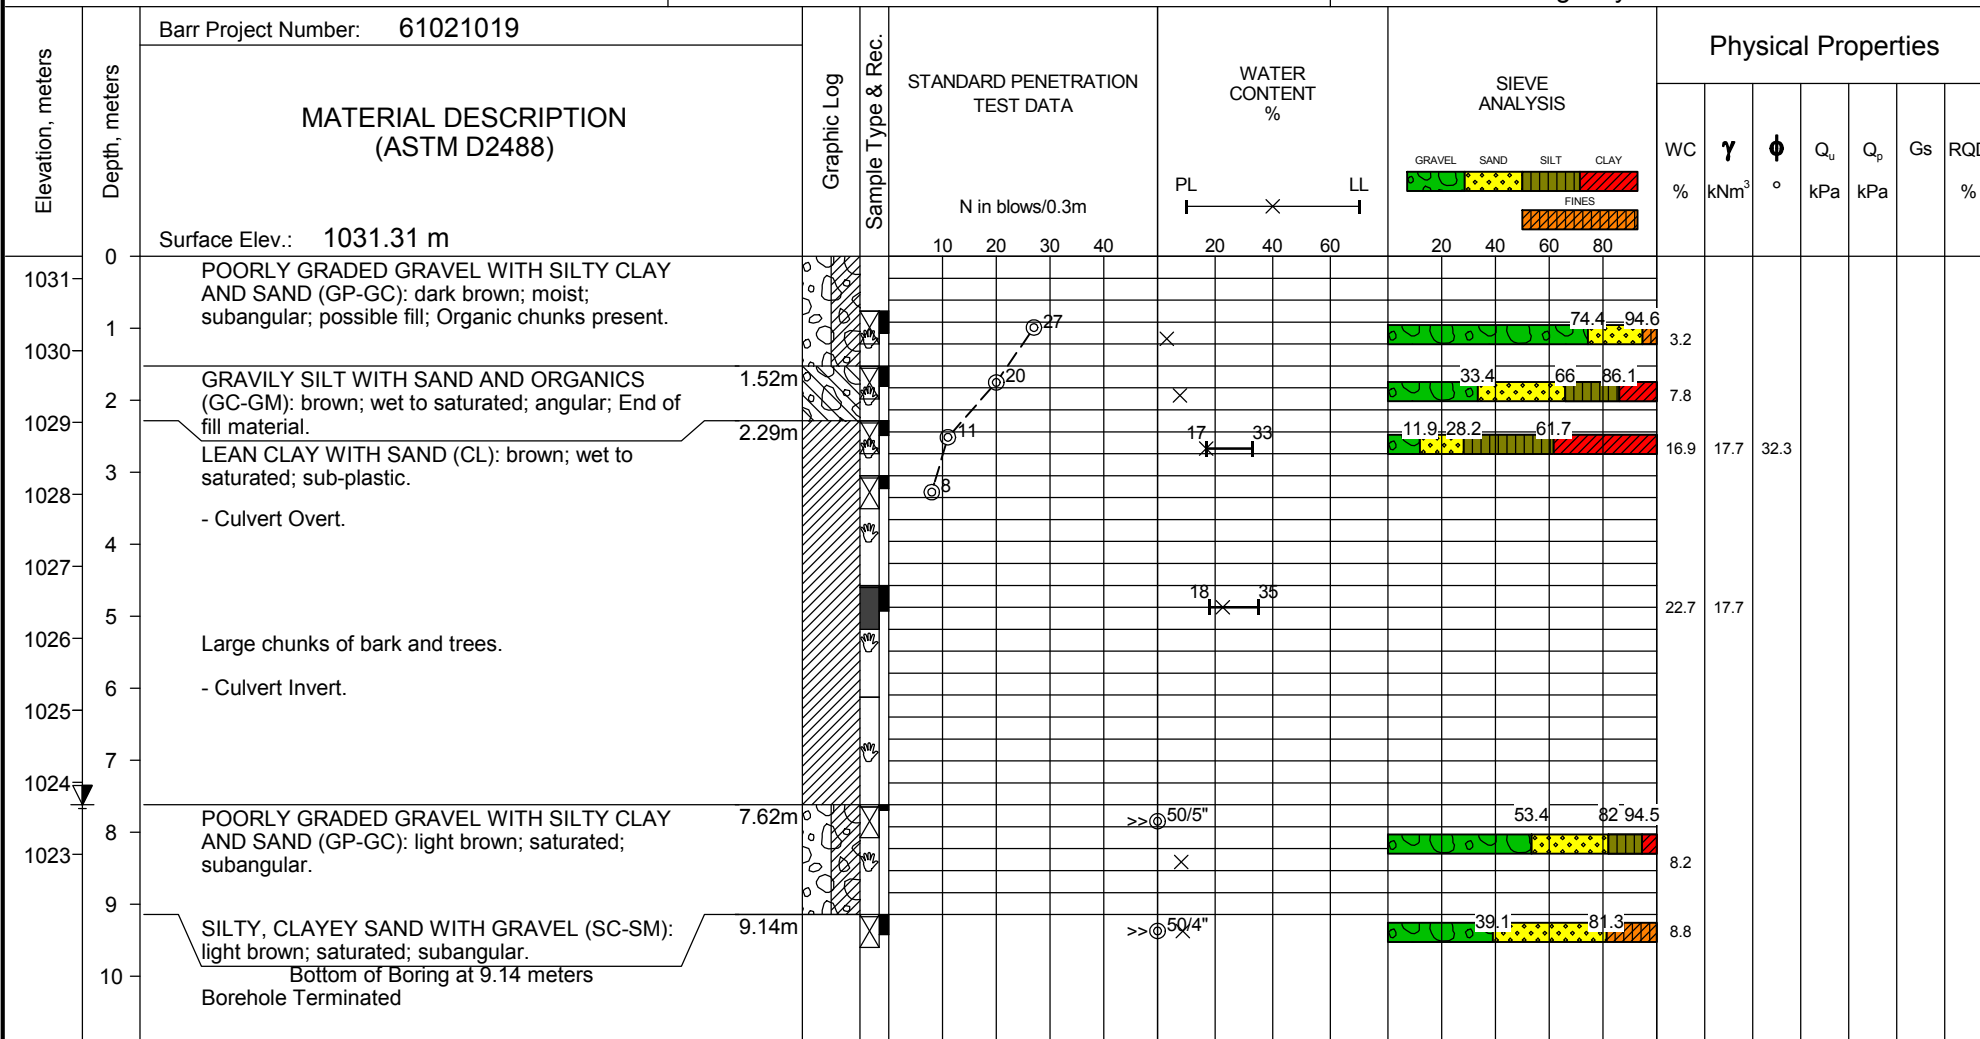 Barr Project Number: 61021019
Elevation, meters
Depth, meters
MATERIAL DESCRIPTION
(ASTM D2488)
Surface Elev.: 1031.31 m
Graphic Log
Sample Type & Rec.
STANDARD PENETRATION
TEST DATA
N in blows/0.3m
10 20 30 40
WATER
CONTENT
%
PL LL
20 40 60
SIEVE
ANALYSIS
GRAVEL SAND SILT CLAY
FINES
20 40 60 80
Physical Properties
WC γ ϕ Qu Qp Gs RQD
% kNm³ ° kPa kPa %
0
POORLY GRADED GRAVEL WITH SILTY CLAY
1031
AND SAND (GP-GC): dark brown; moist;
subangular; possible fill; Organic chunks present.
1 27 74.4 94.6
1030 3.2
GRAVILY SILT WITH SAND AND ORGANICS 1.52m 20 33.4 66 86.1
2 (GC-GM): brown; wet to saturated; angular; End of 7.8
1029 fill material.
2.29m 11 17 33 11.9 28.2 61.7
LEAN CLAY WITH SAND (CL): brown; wet to 16.9 17.7 32.3
3 saturated; sub-plastic.
1028 8
- Culvert Overt.
4
1027
18 35
5 22.7 17.7
1026 Large chunks of bark and trees.
6 - Culvert Invert.
1025
7
1024
POORLY GRADED GRAVEL WITH SILTY CLAY 7.62m >> 50/5" 53.4 82 94.5
8 AND SAND (GP-GC): light brown; saturated;
1023 subangular. 8.2
9
SILTY, CLAYEY SAND WITH GRAVEL (SC-SM): 9.14m >> 50/4" 39.1 81.3 8.8
light brown; saturated; subangular.
10 Bottom of Boring at 9.14 meters
Borehole Terminated